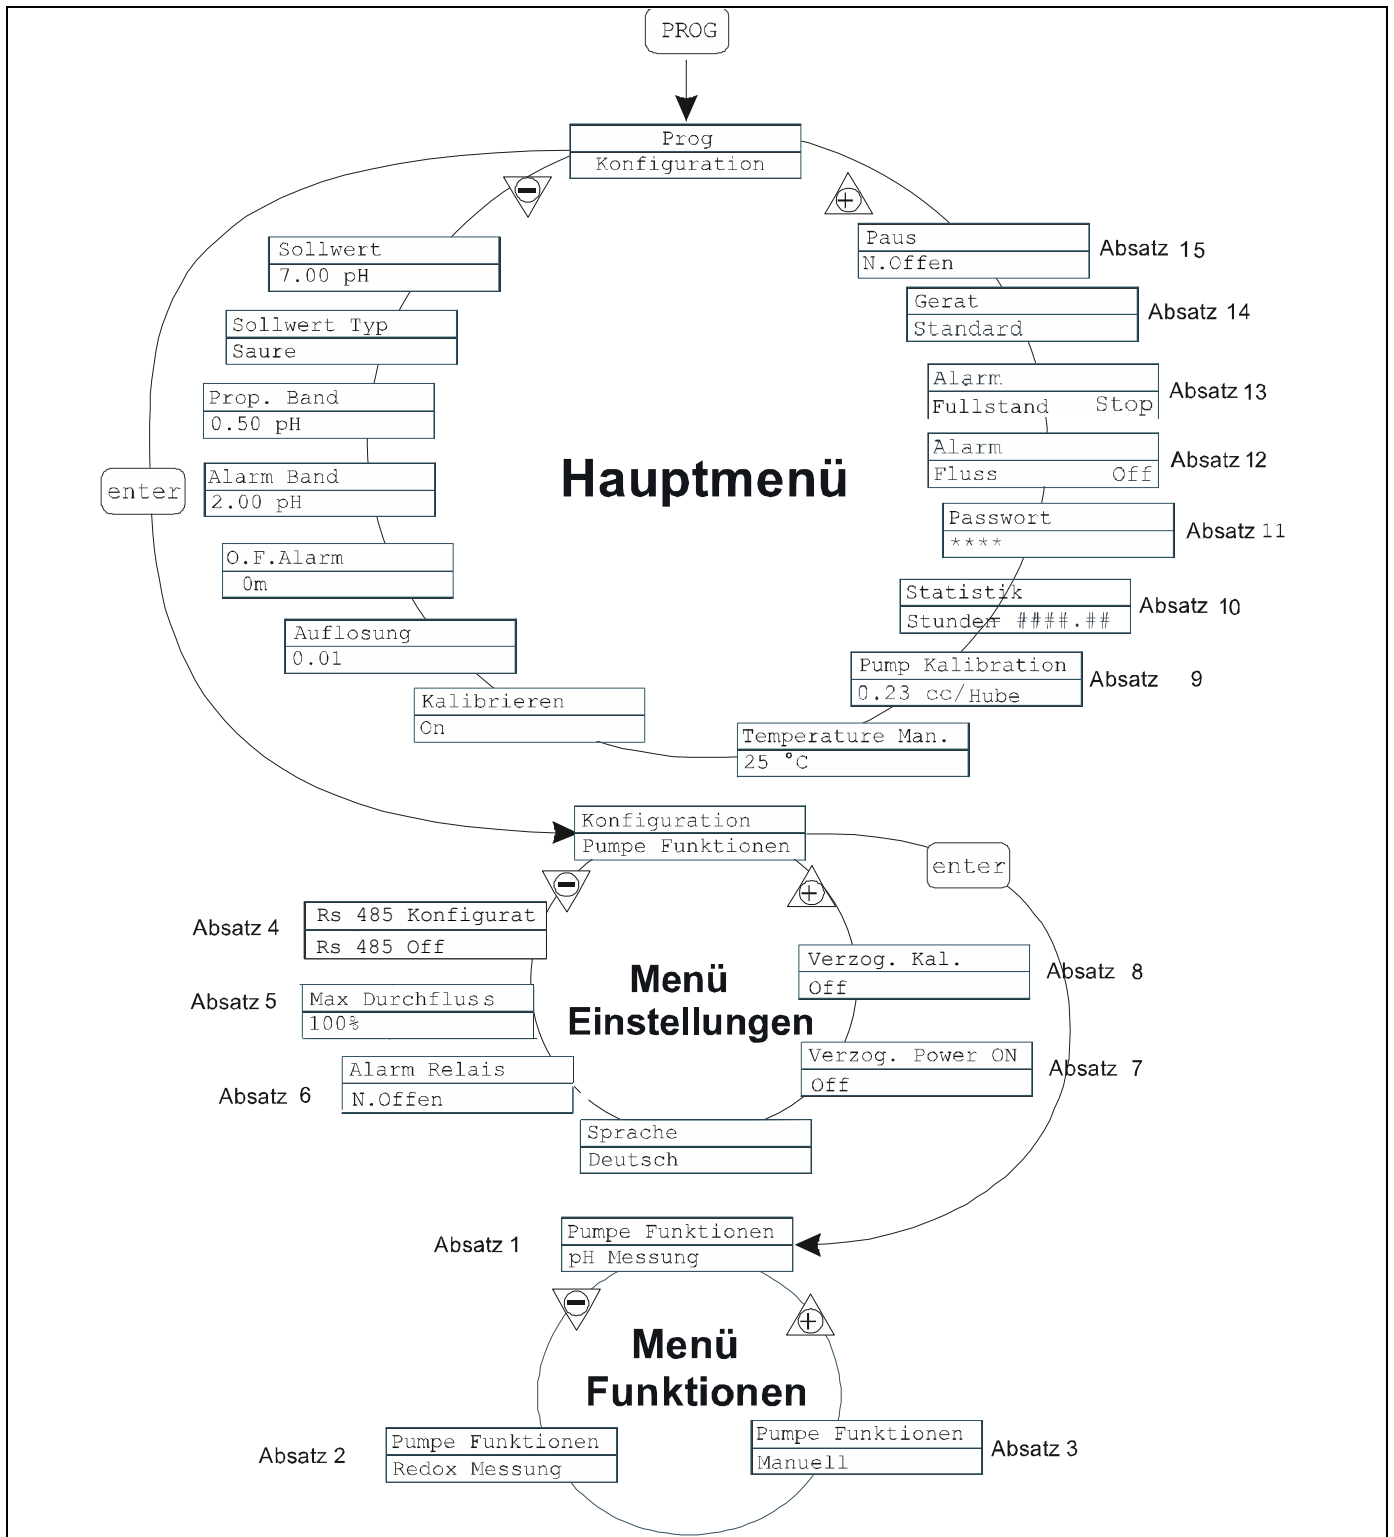 PROG
Prog
Konfiguration
Sollwert
7.00 pH
Sollwert Typ
Saure
Prop. Band
0.50 pH
Alarm Band
2.00 pH
O.F.Alarm
0m
Auflosung
0.01
Kalibrieren
On
Temperature Man.
25 °C
Pump Kalibration
0.23 cc/Hube
Absatz 9
Statistik
Stunden ####.##
Absatz 10
Passwort
****
Absatz 11
Alarm
Fluss Off
Absatz 12
Alarm
Fullstand Stop
Absatz 13
Gerat
Standard
Absatz 14
Paus
N.Offen
Absatz 15
Hauptmenü
enter
Konfiguration
Pumpe Funktionen
enter
Absatz 4
Rs 485 Konfigurat
Rs 485 Off
Absatz 5
Max Durchfluss
100%
Absatz 6
Alarm Relais
N.Offen
Sprache
Deutsch
Verzog. Power ON
Off
Absatz 7
Verzog. Kal.
Off
Absatz 8
Menü
Einstellungen
Absatz 1
Pumpe Funktionen
pH Messung
Menü
Funktionen
Absatz 2
Pumpe Funktionen
Redox Messung
Pumpe Funktionen
Manuell
Absatz 3